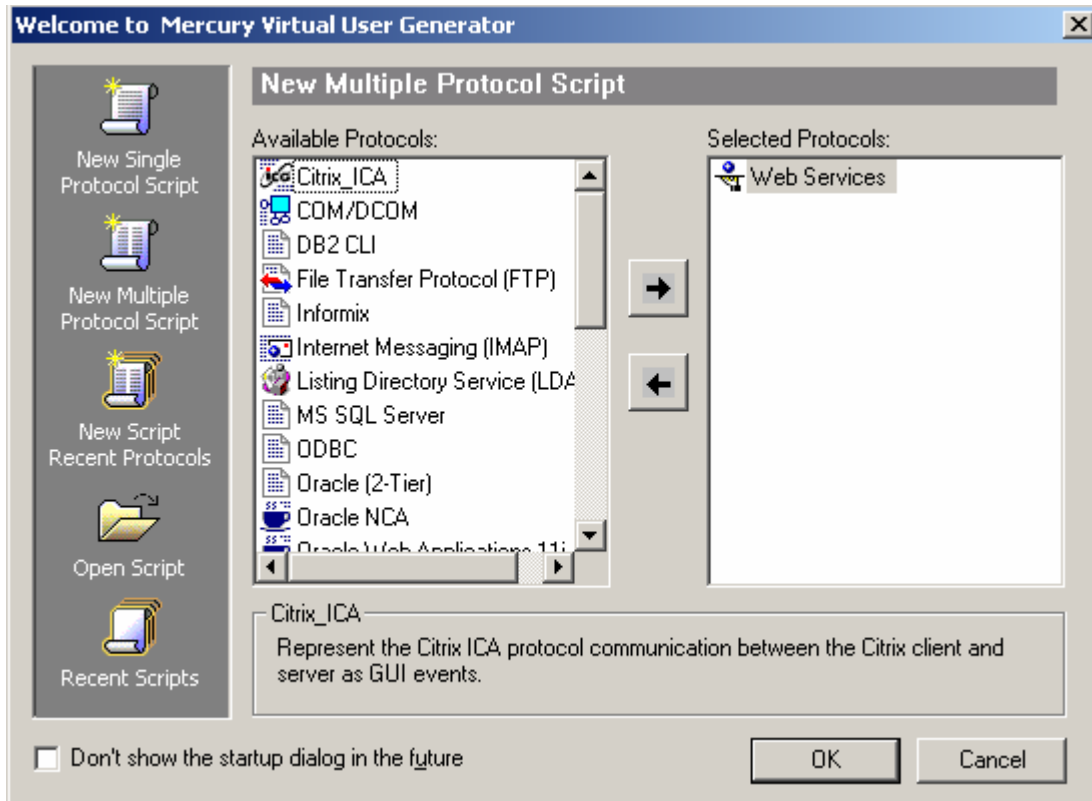 Welcome to Mercury Virtual User Generator
New Single
Protocol Script
New Multiple
Protocol Script
New Script
Recent Protocols
Open Script
Recent Scripts
New Multiple Protocol Script
Available Protocols:
Citrix_ICA
COM/DCOM
DB2 CLI
File Transfer Protocol (FTP)
Informix
Internet Messaging (IMAP)
Listing Directory Service (LDA
MS SQL Server
ODBC
Oracle (2-Tier)
Oracle NCA
Oracle Web Applications 11i
Selected Protocols:
Web Services
Citrix_ICA
Represent the Citrix ICA protocol communication between the Citrix client and
server as GUI events.
Don't show the startup dialog in the future
OK
Cancel